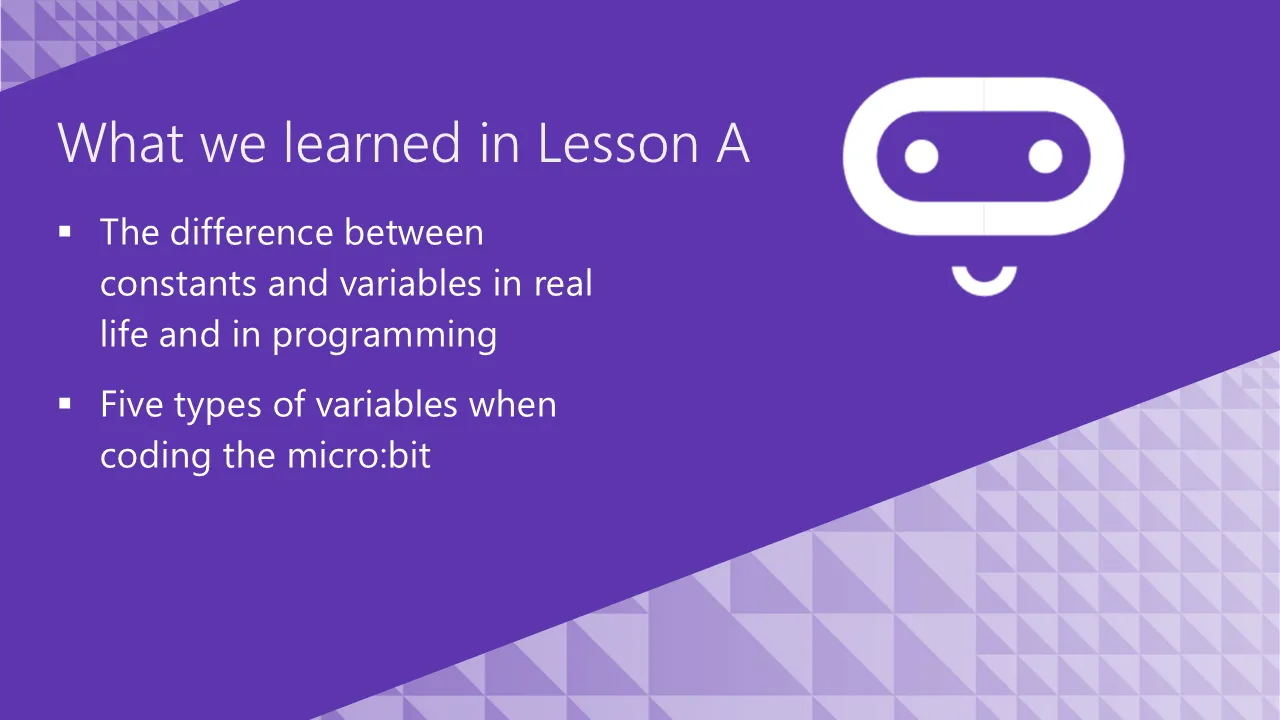 What we learned in Lesson A
▪ The difference between
constants and variables in real
life and in programming
▪ Five types of variables when
coding the micro:bit